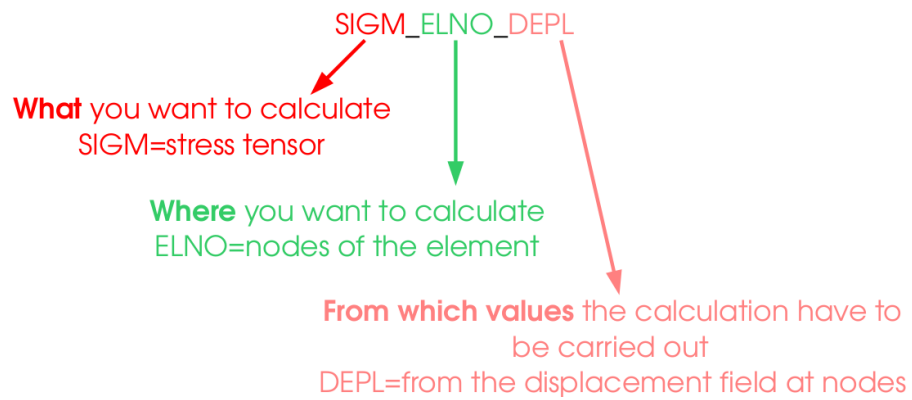 SIGM_ELNO_DEPL
What you want to calculate
SIGM=stress tensor
Where you want to calculate
ELNO=nodes of the element
From which values the calculation have to
be carried out
DEPL=from the displacement field at nodes